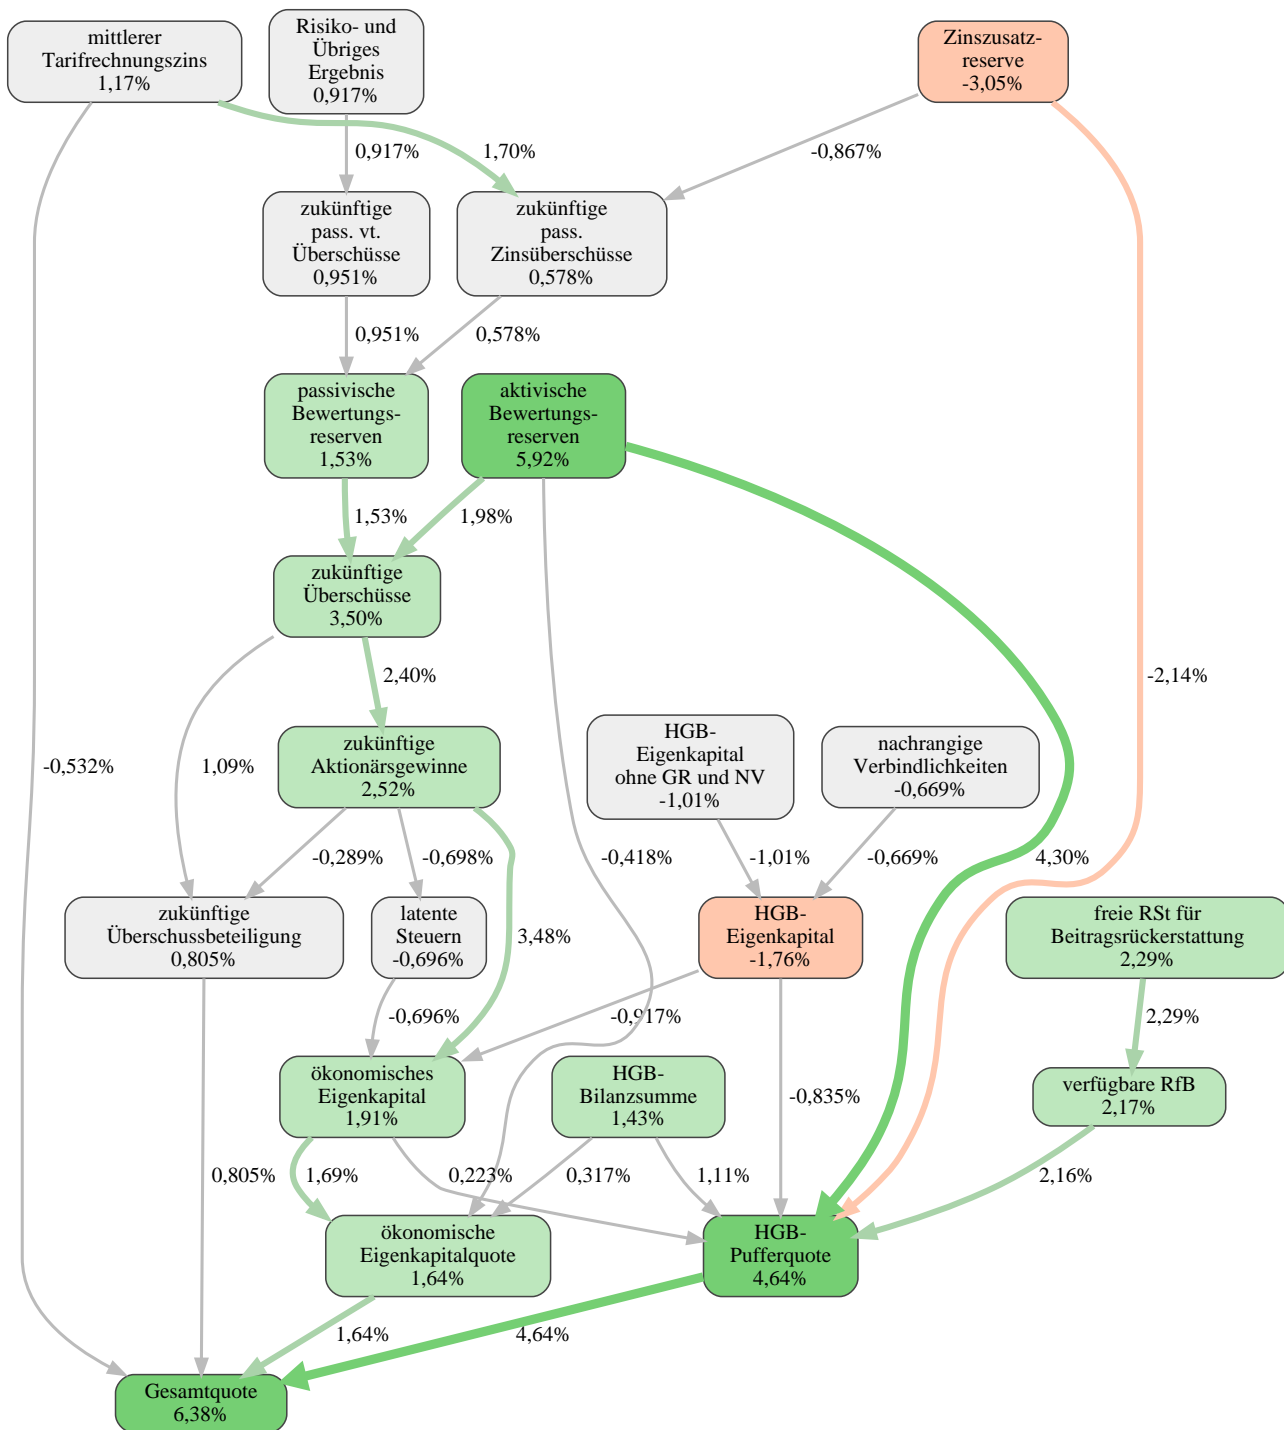 mittlerer
Tarifrechnungszins
1,17%
Risiko- und
Übriges
Ergebnis
0,917%
Zinszusatz-
reserve
-3,05%
0,917%
1,70%
-0,867%
zukünftige
pass. vt.
Überschüsse
0,951%
zukünftige
pass.
Zinsüberschüsse
0,578%
0,951%
0,578%
passivische
Bewertungs-
reserven
1,53%
aktivische
Bewertungs-
reserven
5,92%
1,53%
1,98%
zukünftige
Überschüsse
3,50%
2,40%
-2,14%
zukünftige
Aktionärsgewinne
2,52%
HGB-
Eigenkapital
ohne GR und NV
-1,01%
nachrangige
Verbindlichkeiten
-0,669%
-0,532%
1,09%
-0,289%
-0,698%
-0,418%
-1,01%
-0,669%
4,30%
zukünftige
Überschussbeteiligung
0,805%
latente
Steuern
-0,696%
3,48%
HGB-
Eigenkapital
-1,76%
freie RSt für
Beitragsrückerstattung
2,29%
-0,696%
-0,917%
2,29%
ökonomisches
Eigenkapital
1,91%
HGB-
Bilanzsumme
1,43%
-0,835%
verfügbare RfB
2,17%
0,805%
1,69%
0,223%
0,317%
1,11%
2,16%
ökonomische
Eigenkapitalquote
1,64%
HGB-
Pufferquote
4,64%
1,64%
4,64%
Gesamtquote
6,38%